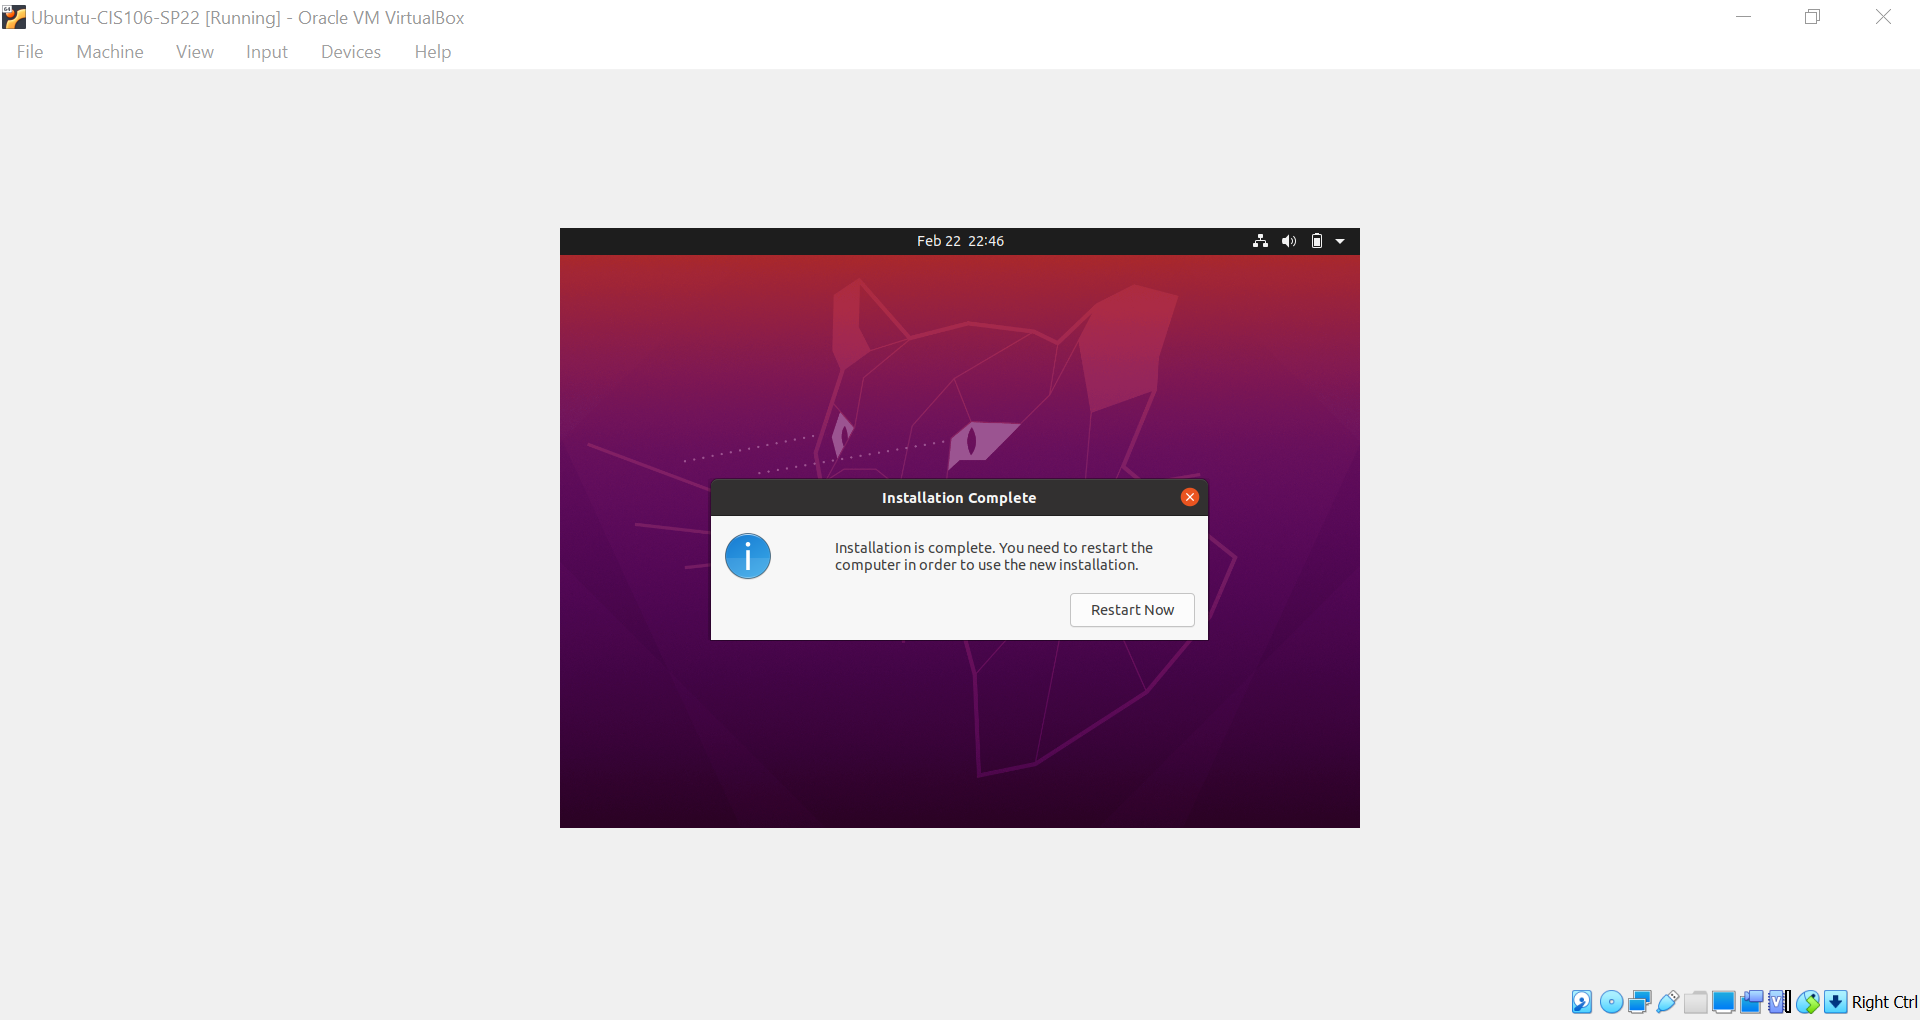 Ubuntu-CIS106-SP22 [Running] - Oracle VM VirtualBox
File Machine View Input Devices Help
Feb 22 22:46
Installation Complete
Installation is complete. You need to restart the
computer in order to use the new installation.
Restart Now
Right Ctrl